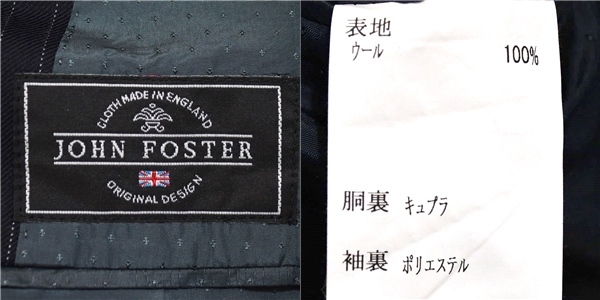 CLOTH MADE IN ENGLAND
JOHN FOSTER
ORIGINAL DESIGN
表地
ウール 100%
胴裏 キュプラ
袖裏 ポリエステル